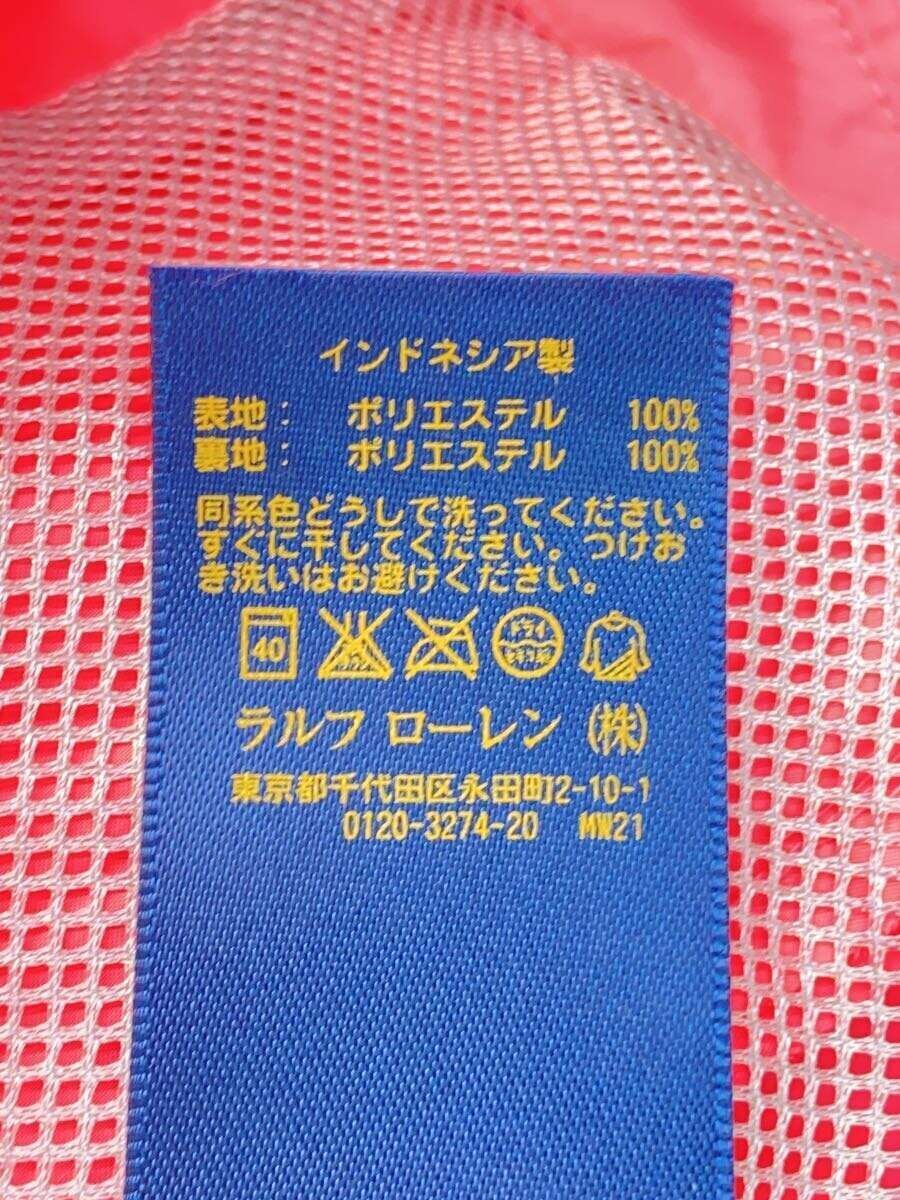 インドネシア製
表地： ポリエステル 100%
裏地： ポリエステル 100%
同系色どうしで洗ってください。
すぐに干してください。つけお
き洗いはお避けください。
40 ドライ
ラルフ ローレン (株)
東京都千代田区永田町2-10-1
0120-3274-20 MW21